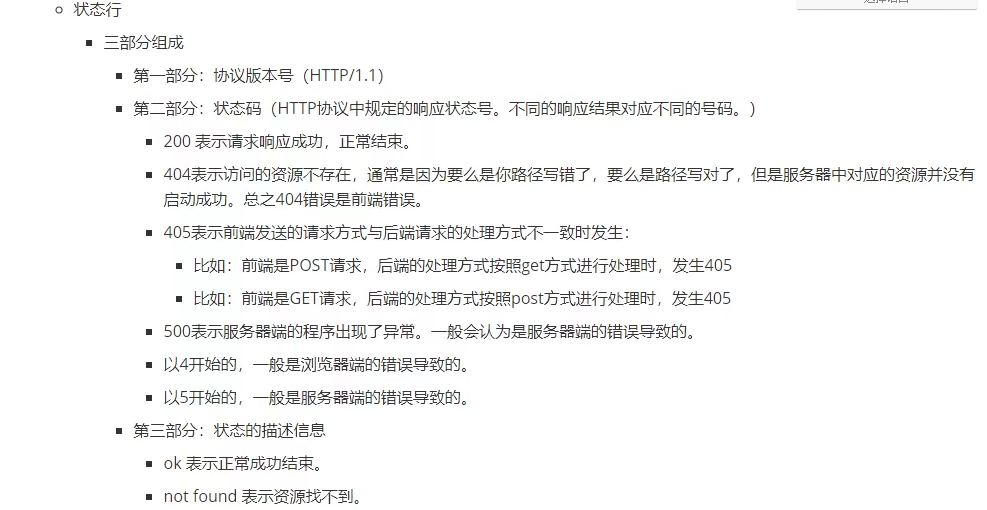 状态行
三部分组成
第一部分：协议版本号（HTTP/1.1）
第二部分：状态码（HTTP协议中规定的响应状态号。不同的响应结果对应不同的号码。）
200 表示请求响应成功，正常结束。
404表示访问的资源不存在，通常是因为要么是你路径写错了，要么是路径写对了，但是服务器中对应的资源并没有
启动成功。总之404错误是前端错误。
405表示前端发送的请求方式与后端请求的处理方式不一致时发生：
比如：前端是POST请求，后端的处理方式按照get方式进行处理时，发生405
比如：前端是GET请求，后端的处理方式按照post方式进行处理时，发生405
500表示服务器端的程序出现了异常。一般会认为是服务器端的错误导致的。
以4开始的，一般是浏览器端的错误导致的。
以5开始的，一般是服务器端的错误导致的。
第三部分：状态的描述信息
ok 表示正常成功结束。
not found 表示资源找不到。